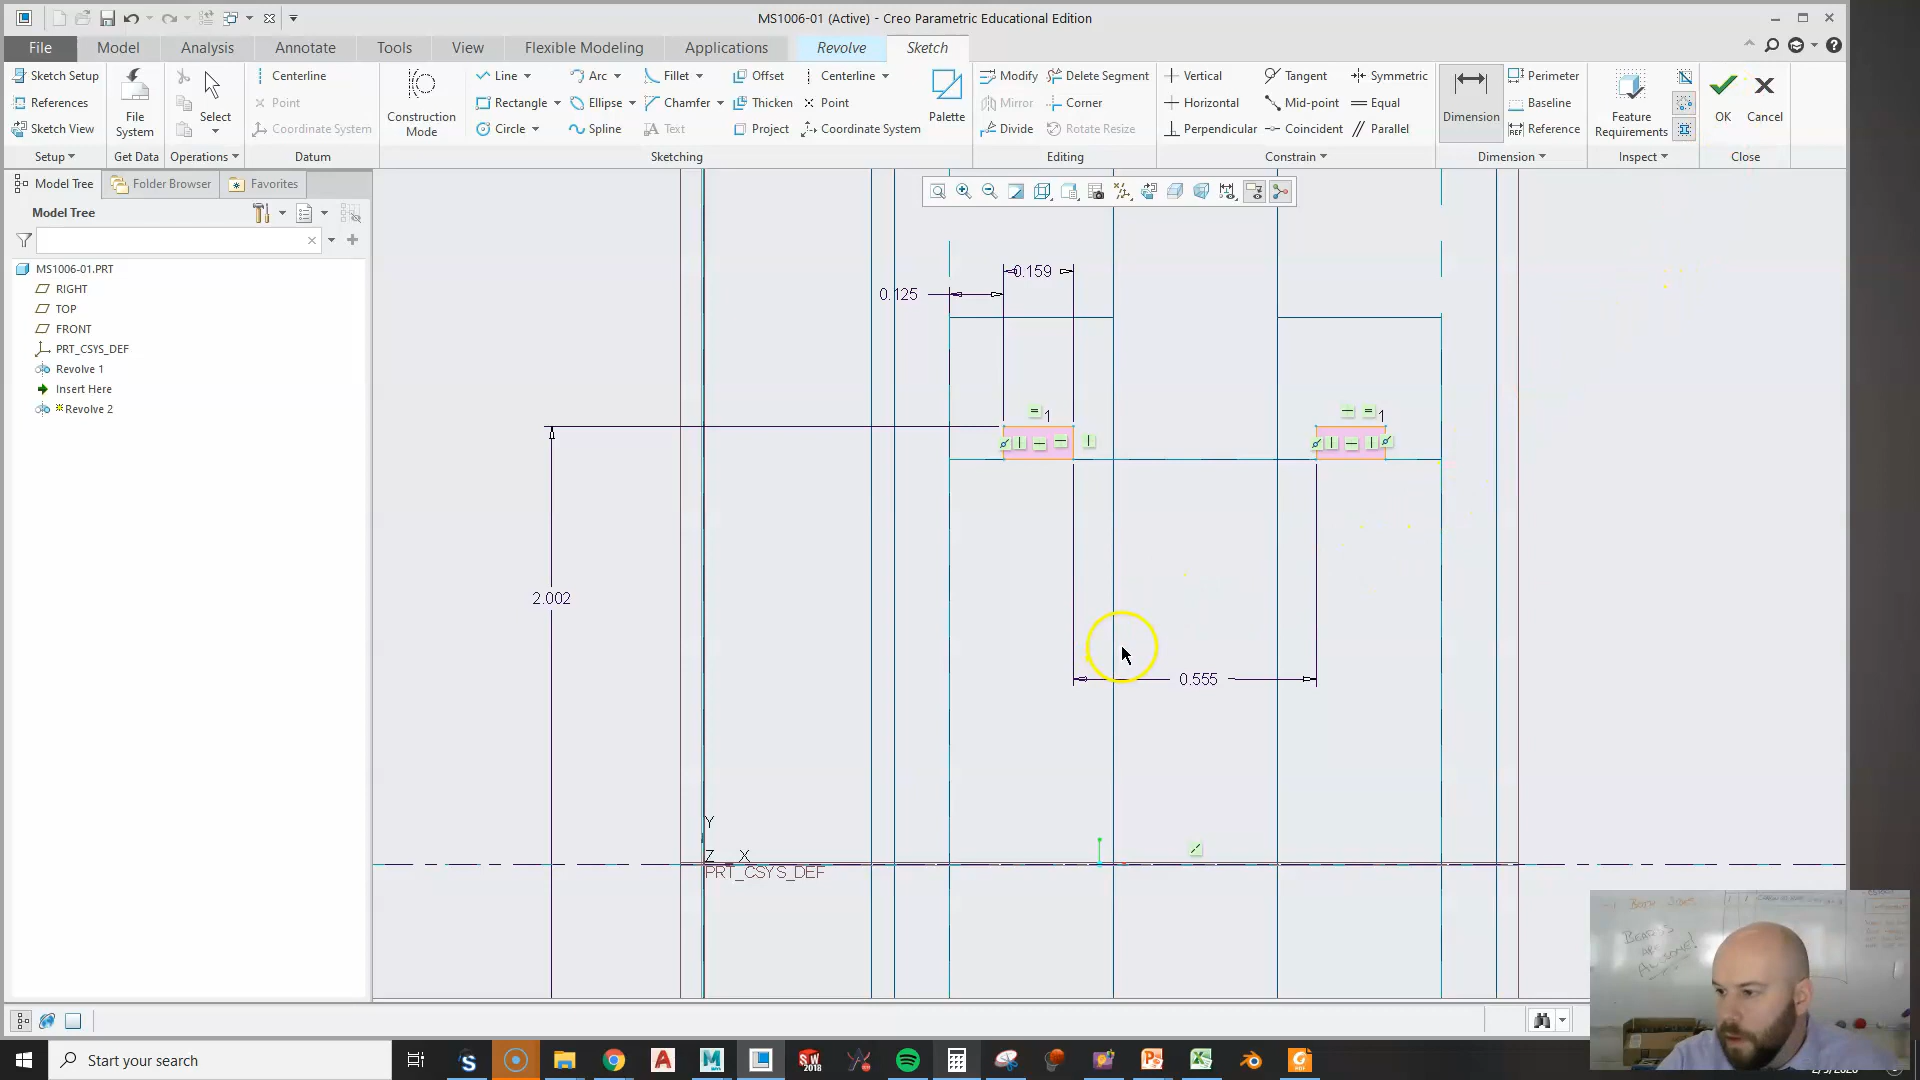 MS1006-01 (Active) - Creo Parametric Educational Edition
File Model Analysis Annotate Tools View Flexible Modeling Applications Revolve Sketch
Sketch Setup
References
Sketch View
Setup
File System
Get Data
Select
Operations
Centerline
Point
Coordinate System
Datum
Construction Mode
Line Arc Fillet Offset Centerline
Rectangle Ellipse Chamfer Thicken Point
Circle Spline Text Project Coordinate System
Palette
Sketching
Modify Delete Segment
Mirror Corner
Divide Rotate Resize
Editing
Vertical Tangent Symmetric
Horizontal Mid-point Equal
Perpendicular Coincident Parallel
Constrain
Dimension
Perimeter
Baseline
Reference
Dimension
Feature Requirements
Inspect
OK Cancel
Close
Model Tree Folder Browser Favorites
Model Tree
MS1006-01.PRT
RIGHT
TOP
FRONT
PRT_CSYS_DEF
Revolve 1
Insert Here
Revolve 2
0.159
0.125
1
1
2.002
0.555
Y
Z X
PRT_CSYS_DEF
Start your search